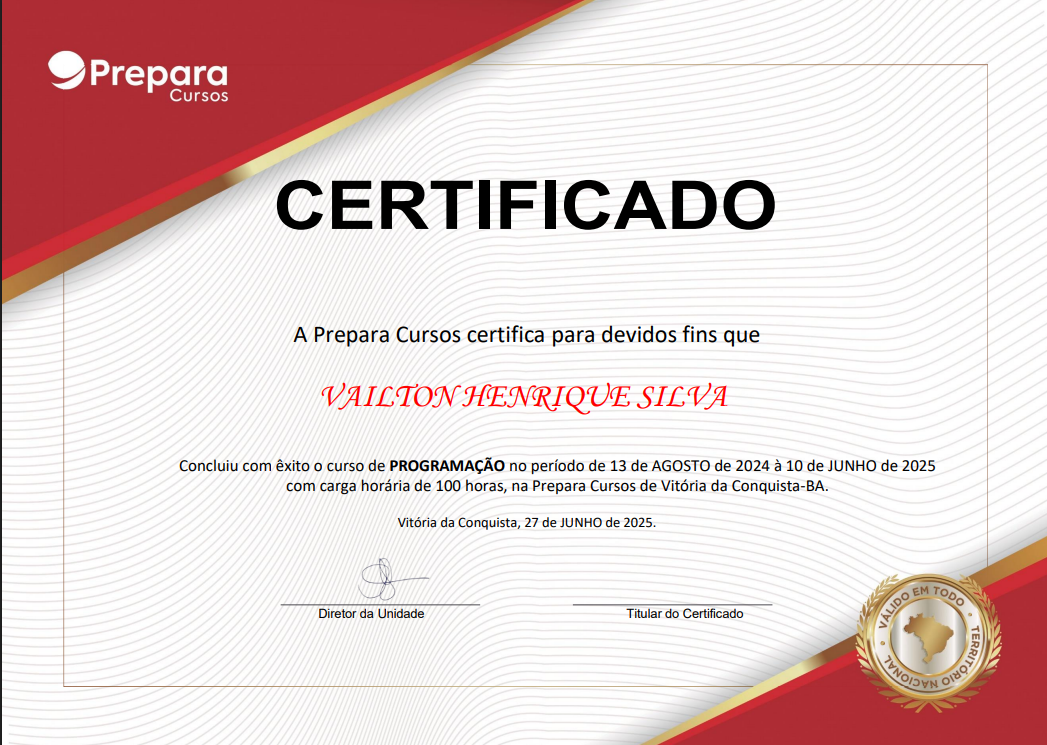 Prepara
Cursos
CERTIFICADO
A Prepara Cursos certifica para devidos fins que
VAILTON HENRIQUE SILVA
Concluiu com êxito o curso de PROGRAMAÇÃO no período de 13 de AGOSTO de 2024 à 10 de JUNHO de 2025
com carga horária de 100 horas, na Prepara Cursos de Vitória da Conquista-BA.
Vitória da Conquista, 27 de JUNHO de 2025.
Diretor da Unidade
Titular do Certificado
VÁLIDO EM TODO
TERRITÓRIO NACIONAL